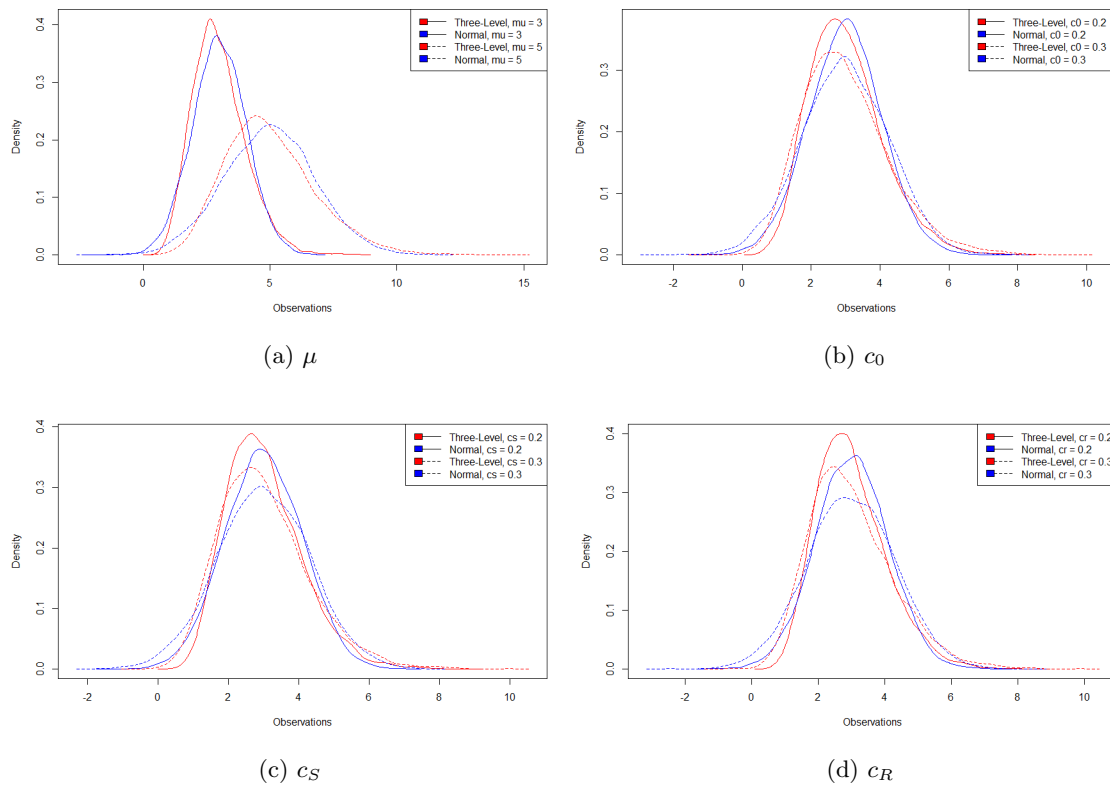 Density
0.0 0.1 0.2 0.3 0.4
Three-Level, mu = 3
Normal, mu = 3
Three-Level, mu = 5
Normal, mu = 5
0 5 10 15
Observations
(a) μ
Density
0.0 0.1 0.2 0.3
Three-Level, c0 = 0.2
Normal, c0 = 0.2
Three-Level, c0 = 0.3
Normal, c0 = 0.3
-2 0 2 4 6 8 10
Observations
(b) c0
Density
0.0 0.1 0.2 0.3 0.4
Three-Level, cs = 0.2
Normal, cs = 0.2
Three-Level, cs = 0.3
Normal, cs = 0.3
-2 0 2 4 6 8 10
Observations
(c) cS
Density
0.0 0.1 0.2 0.3 0.4
Three-Level, cr = 0.2
Normal, cr = 0.2
Three-Level, cr = 0.3
Normal, cr = 0.3
-2 0 2 4 6 8 10
Observations
(d) cR